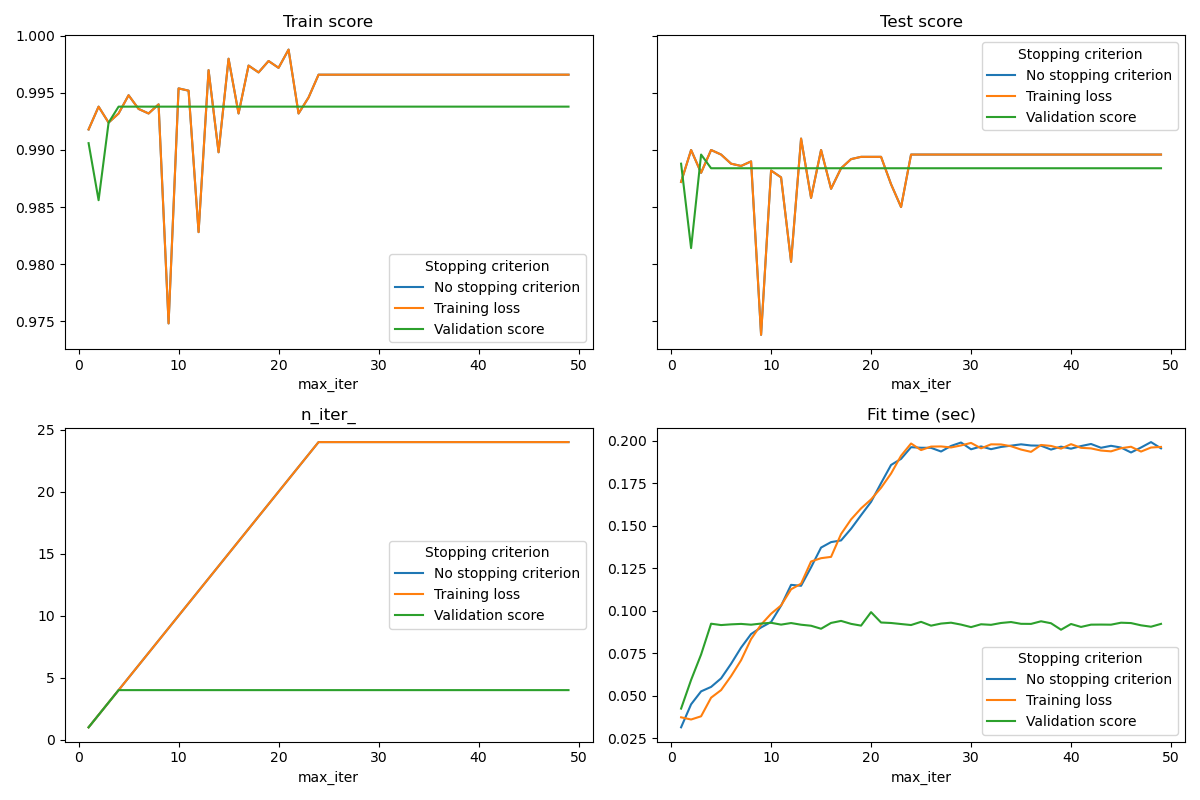 Train score
1.000
0.995
0.990
0.985
0.980
0.975
0 10 20 30 40 50
max_iter
Stopping criterion
No stopping criterion
Training loss
Validation score
Test score
0 10 20 30 40 50
max_iter
Stopping criterion
No stopping criterion
Training loss
Validation score
n_iter_
25
20
15
10
5
0
0 10 20 30 40 50
max_iter
Stopping criterion
No stopping criterion
Training loss
Validation score
Fit time (sec)
0.200
0.175
0.150
0.125
0.100
0.075
0.050
0.025
0 10 20 30 40 50
max_iter
Stopping criterion
No stopping criterion
Training loss
Validation score